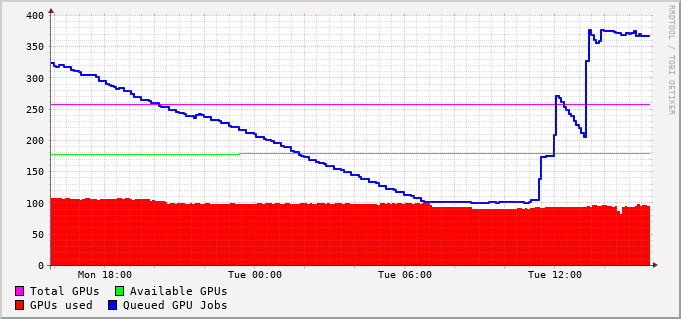 400
350
300
250
200
150
100
50
0
Mon 18:00 Tue 00:00 Tue 06:00 Tue 12:00
Total GPUs Available GPUs
GPUs used Queued GPU Jobs
RRDTOOL / TOBI OETIKER